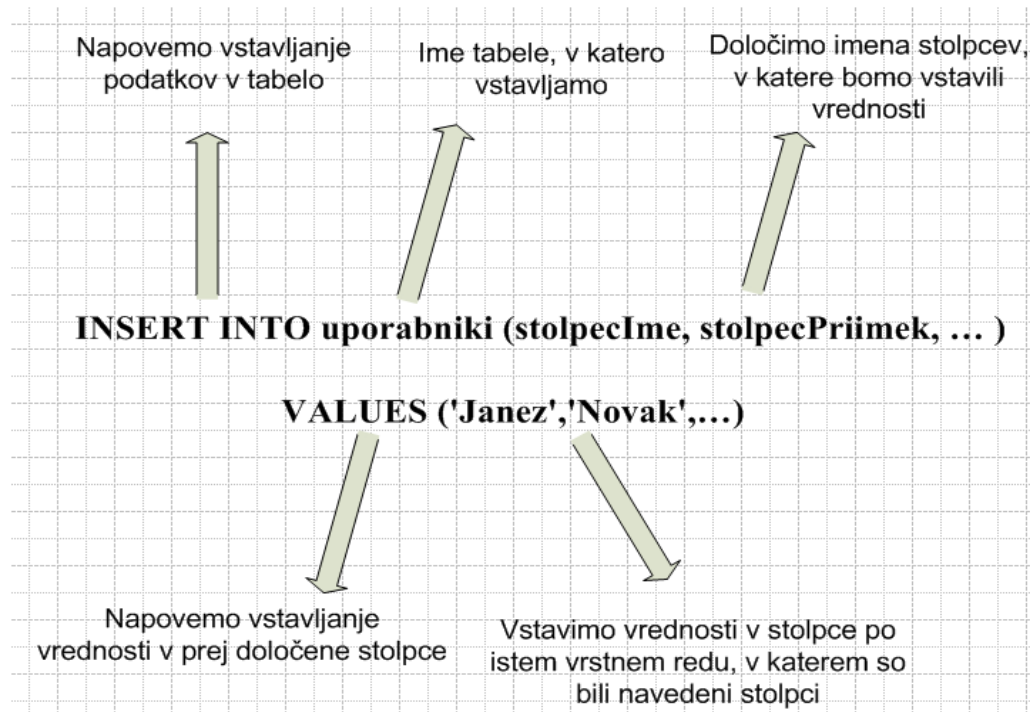 Napovemo vstavljanje
podatkov v tabelo
Ime tabele, v katero
vstavljamo
Določimo imena stolpcev,
v katere bomo vstavili
vrednosti
INSERT INTO uporabniki (stolpecIme, stolpecPriimek, … )
VALUES ('Janez','Novak',…)
Napovemo vstavljanje
vrednosti v prej določene stolpce
Vstavimo vrednosti v stolpce po
istem vrstnem redu, v katerem so
bili navedeni stolpci